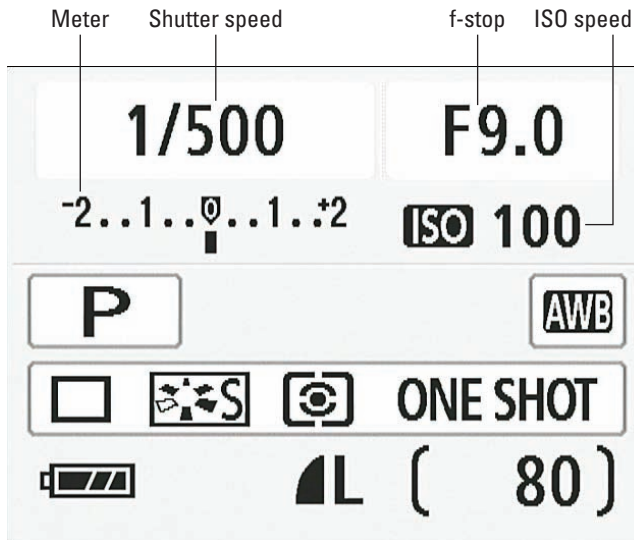 Meter Shutter speed f-stop ISO speed
1/500 F9.0
-2..1..0..1..+2 ISO 100
P AWB
S ONE SHOT
L [ 80 ]